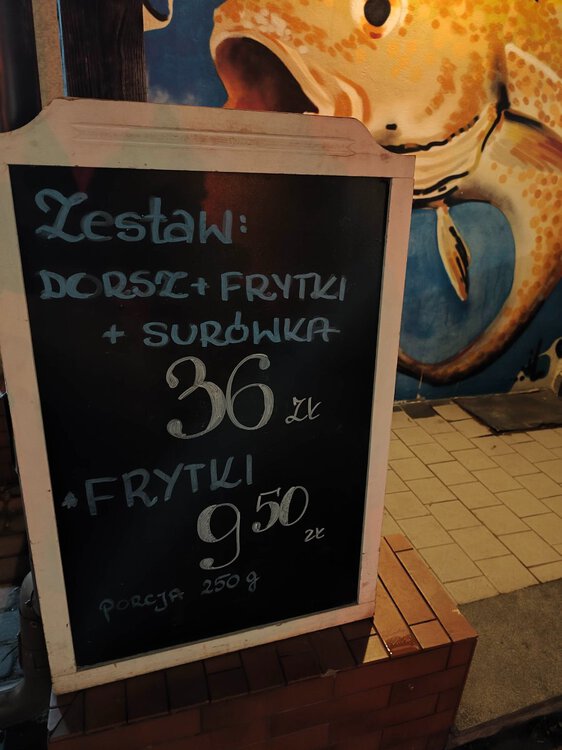 Zestaw:
DORSZ + FRYTKI
+ SURÓWKA
36 zł
FRYTKI
9 50 zł
PORCJA 250 g